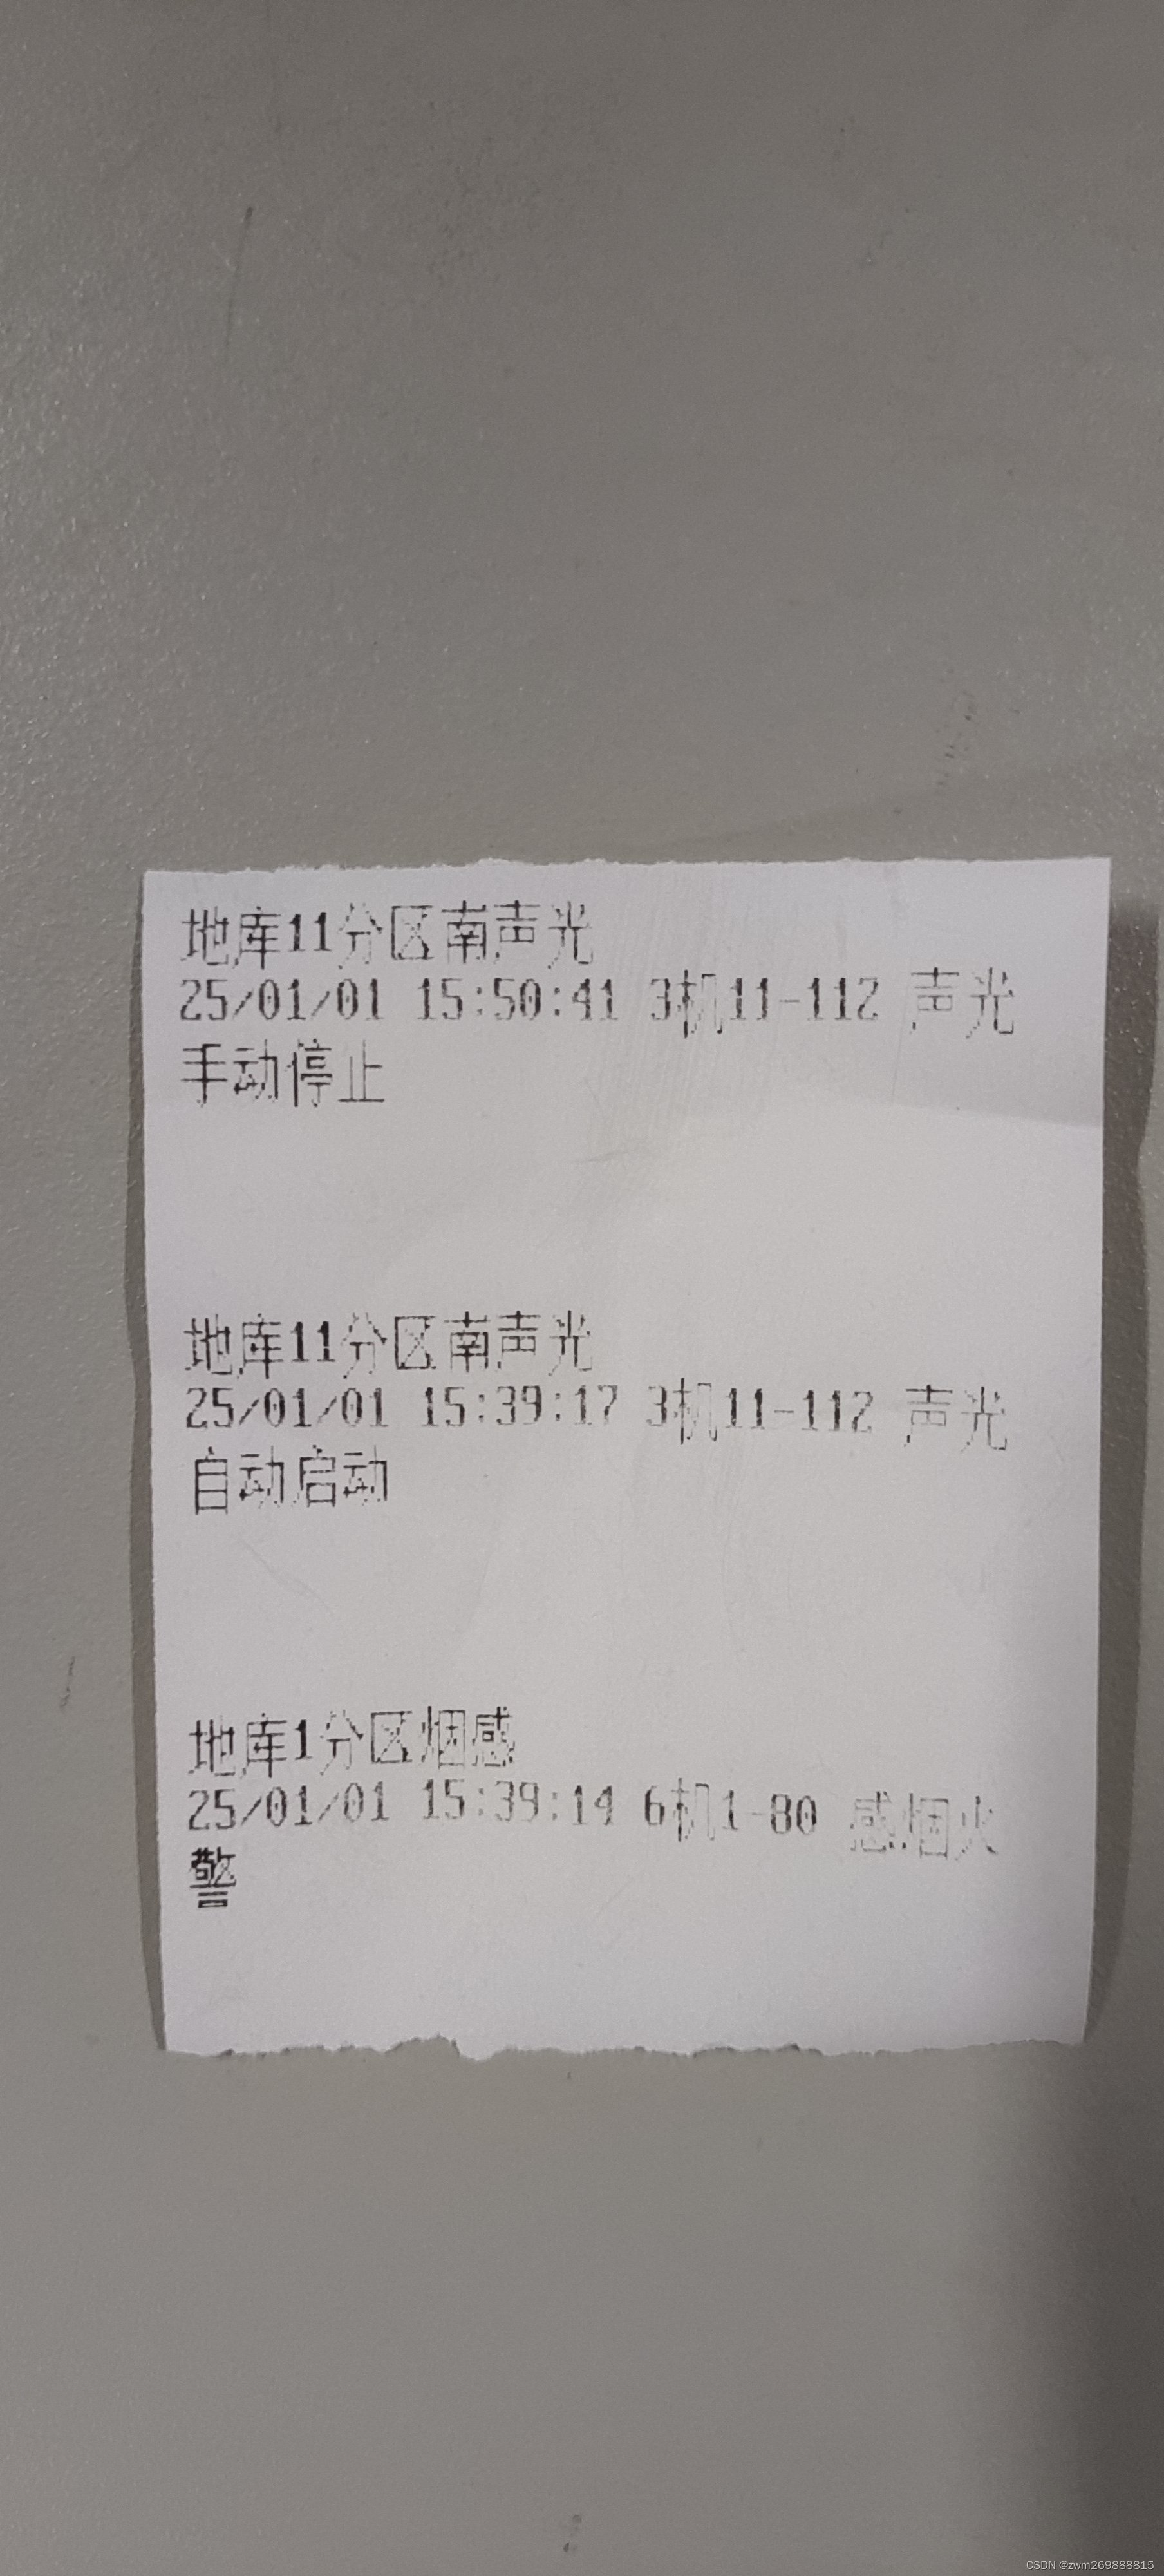 地库11分区南声光
25/01/01 15:50:41 3机11-112 声光
手动停止
地库11分区南声光
25/01/01 15:39:17 3机11-112 声光
自动启动
地库1分区烟感
25/01/01 15:39:14 6机1-80 感烟火
警
CSDN @zwm269888815